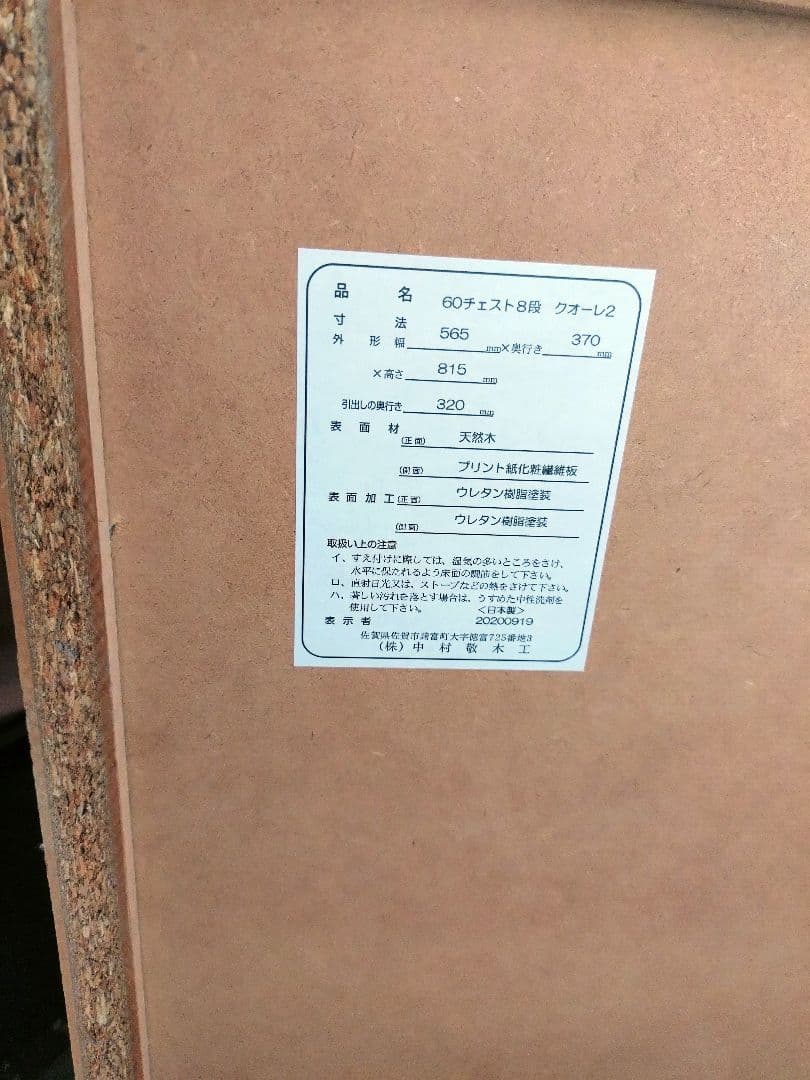 品名 60チェスト8段 クオーレ2
寸法
外形幅 565 mm×奥行き 370 mm
×高さ 815 mm
引出しの奥行き 320 mm
表面材 (正面) 天然木
(側面) プリント紙化粧繊維板
表面加工 (正面) ウレタン樹脂塗装
(側面) ウレタン樹脂塗装
取扱い上の注意
イ、すえ付けに際しては、湿気の多いところをさけ、
水平に保たれるよう床面の調節をして下さい。
ロ、直射日光又は、ストーブなどの熱をさけて下さい。
ハ、著しい汚れを落とす場合は、うすめた中性洗剤を
使用して下さい。 <日本製>
表示者 20200919
佐賀県佐賀市諸富町大字徳富725番地3
(株)中村敬木工